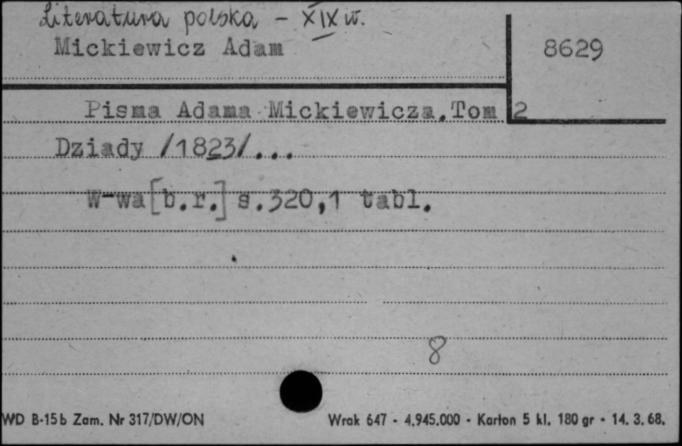 Literatura polska - XIX w.
Mickiewicz Adam
8629
Pisma Adama Mickiewicza.Tom 2
Dziady /1823/...
W-wa[b.r.] s.320,1 tabl.
8
WD B-15b Zam. Nr 317/DW/ON
Wrak 647 - 4.945.000 - Karton 5 kl. 180 gr - 14. 3. 68.